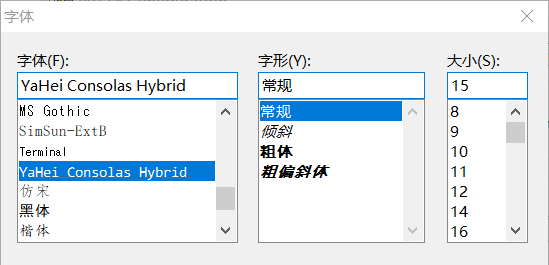 字体
字体(F):
YaHei Consolas Hybrid
MS Gothic
SimSun-ExtB
Terminal
YaHei Consolas Hybrid
仿宋
黑体
楷体
字形(Y):
常规
常规
倾斜
粗体
粗偏斜体
大小(S):
15
8
9
10
11
12
14
16